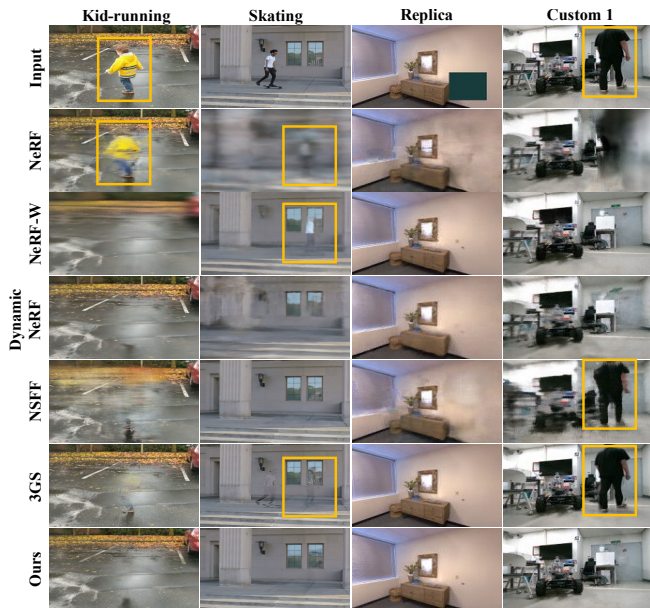 Kid-running Skating Replica Custom 1
Input
NeRF
NeRF-W
Dynamic
NeRF
NSFF
3GS
Ours